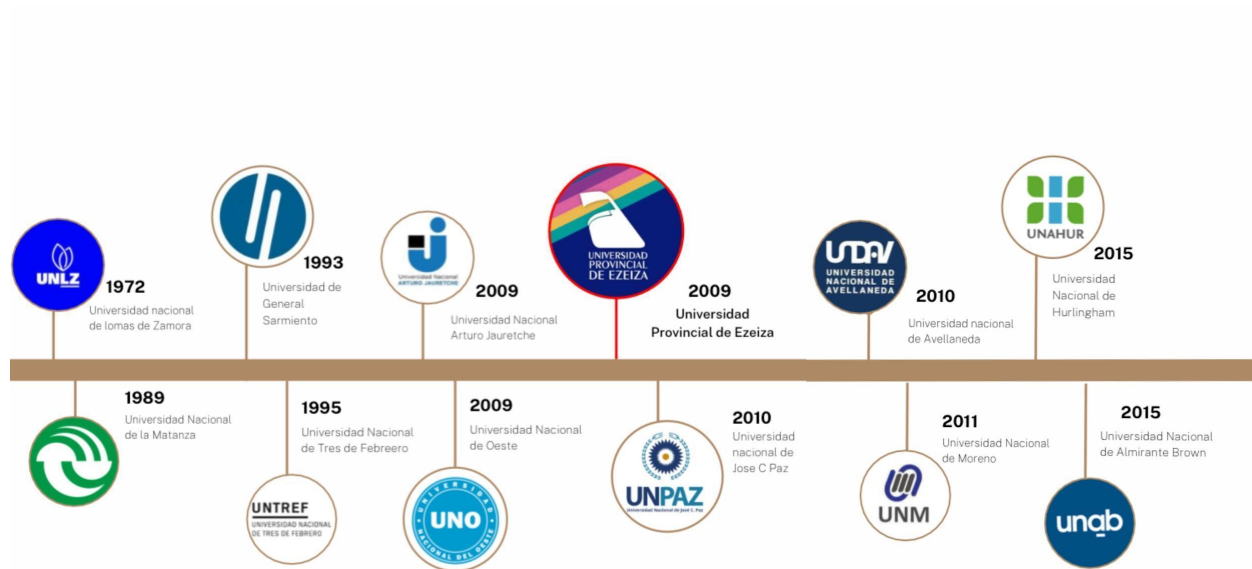 UNLZ
1972
Universidad nacional
de lomas de Zamora
1993
Universidad de
General
Sarmiento
Universidad Nacional
ARTURO JAURETCHE
2009
Universidad Nacional
Arturo Jauretche
UNIVERSIDAD
PROVINCIAL
DE EZEIZA
2009
Universidad
Provincial de Ezeiza
UNDAV
UNIVERSIDAD
NACIONAL DE
AVELLANEDA
2010
Universidad nacional
de Avellaneda
UNAHUR
2015
Universidad
Nacional de
Hurlingham
1989
Universidad Nacional
de la Matanza
1995
Universidad Nacional
de Tres de Febreero
UNTREF
UNIVERSIDAD NACIONAL
DE TRES DE FEBRERO
2009
Universidad Nacional
de Oeste
UNIVERSIDAD
UNO
NACIONAL DEL OESTE
2010
Universidad
nacional de
Jose C Paz
UNPAZ
Universidad Nacional de José C. Paz
2011
Universidad Nacional
de Moreno
UNM
2015
Universidad Nacional
de Almirante Brown
unab